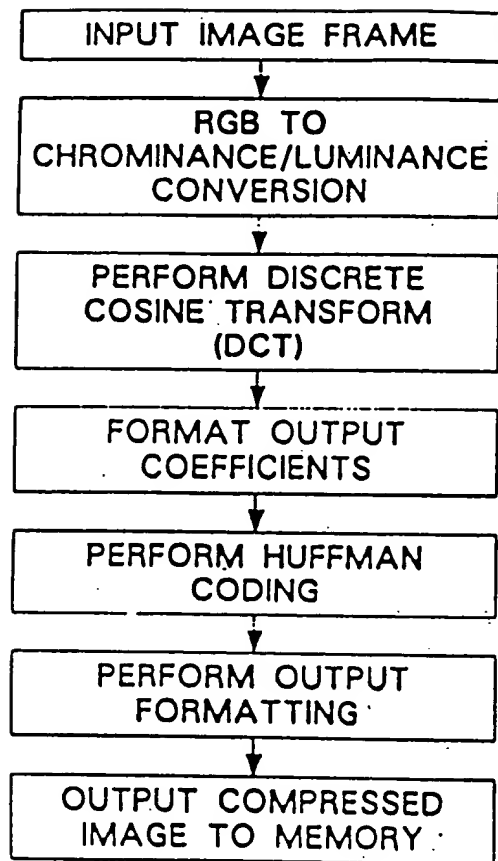 INPUT IMAGE FRAME
RGB TO
CHROMINANCE/LUMINANCE
CONVERSION
PERFORM DISCRETE
COSINE TRANSFORM
(DCT)
FORMAT OUTPUT
COEFFICIENTS
PERFORM HUFFMAN
CODING
PERFORM OUTPUT
FORMATTING
OUTPUT COMPRESSED
IMAGE TO MEMORY